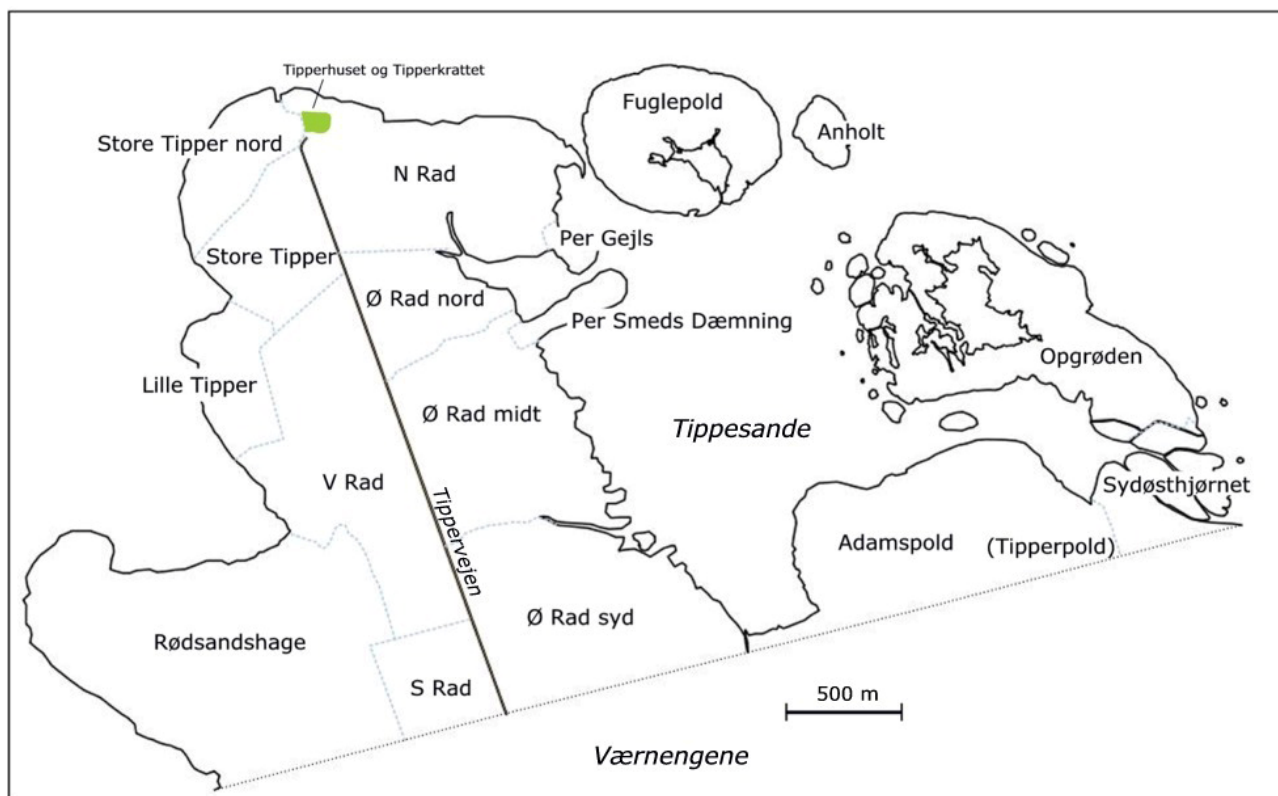 Tipperhuset og Tipperkrattet
Fuglepold
Anholt
Store Tipper nord
N Rad
Per Gejls
Store Tipper
Ø Rad nord
Per Smeds Dæmning
Opgrøden
Lille Tipper
Ø Rad midt
Tippesande
V Rad
Sydøsthjørnet
Tippervejen
Adamspold
(Tipperpold)
Rødsandshage
Ø Rad syd
S Rad
500 m
Værnengene